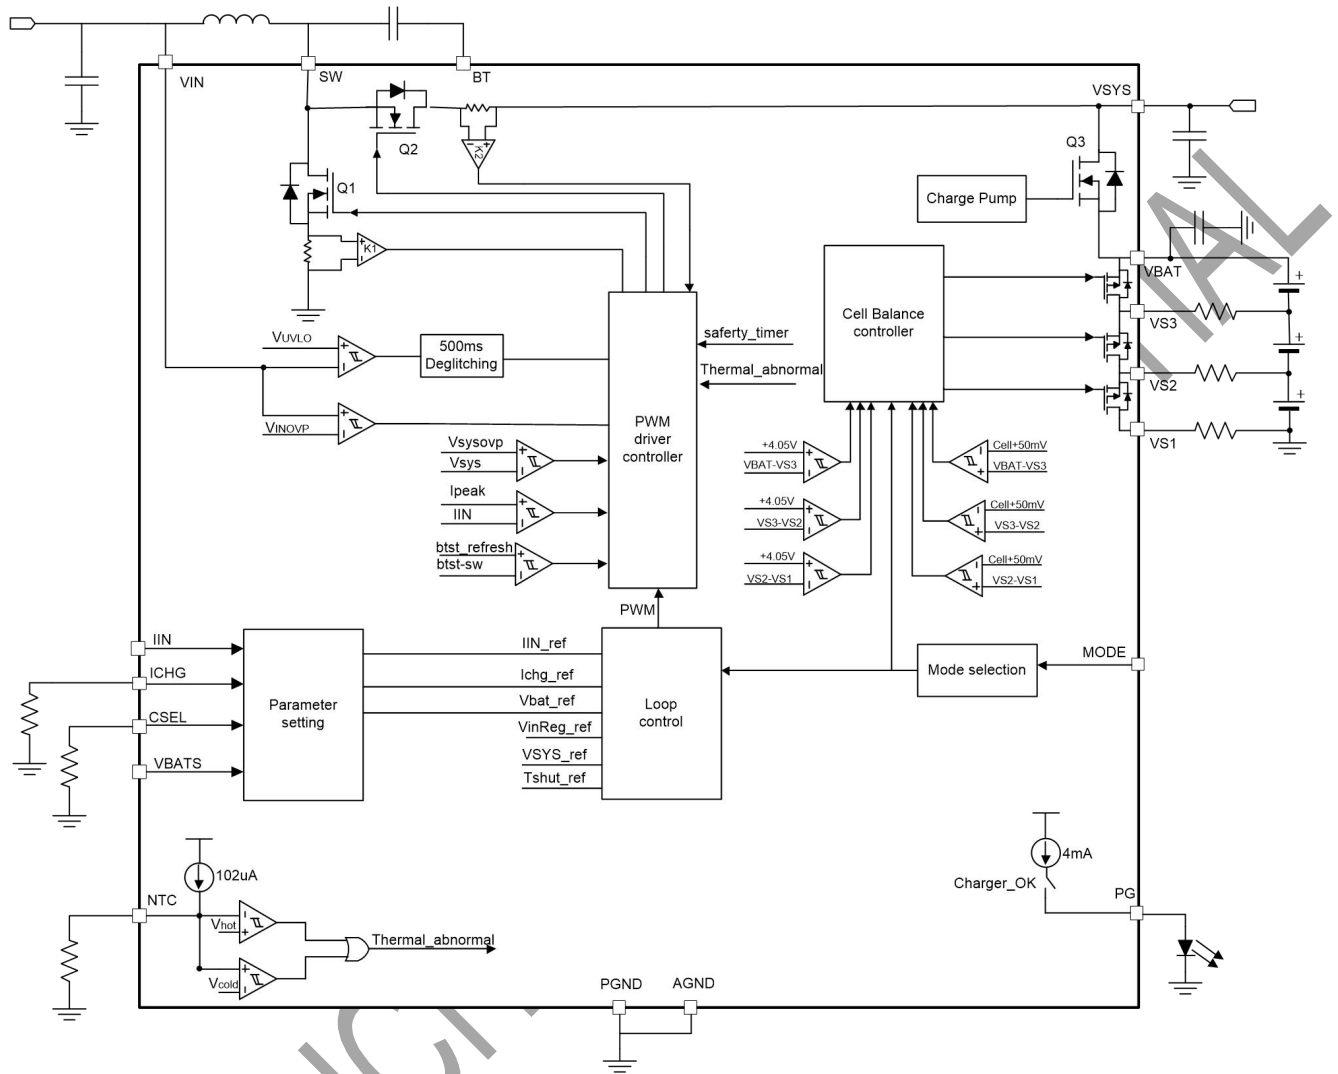 VIN
SW
BT
VSYS
Q2
K2
Q3
Q1
Charge Pump
K1
VBAT
VS3
VS2
VS1
Cell Balance
controller
VUVLO
500ms
Deglitching
VINOVP
saferty_timer
Thermal_abnormal
PWM
driver
controller
Vsysovp
Vsys
Ipeak
IIN
btst_refresh
btst-sw
+4.05V
VBAT-VS3
+4.05V
VS3-VS2
+4.05V
VS2-VS1
Cell+50mV
VBAT-VS3
Cell+50mV
VS3-VS2
Cell+50mV
VS2-VS1
PWM
IIN
ICHG
CSEL
VBATS
Parameter
setting
IIN_ref
Ichg_ref
Vbat_ref
VinReg_ref
VSYS_ref
Tshut_ref
Loop
control
Mode selection
MODE
102uA
NTC
Vhot
Vcold
Thermal_abnormal
4mA
Charger_OK
PG
PGND
AGND